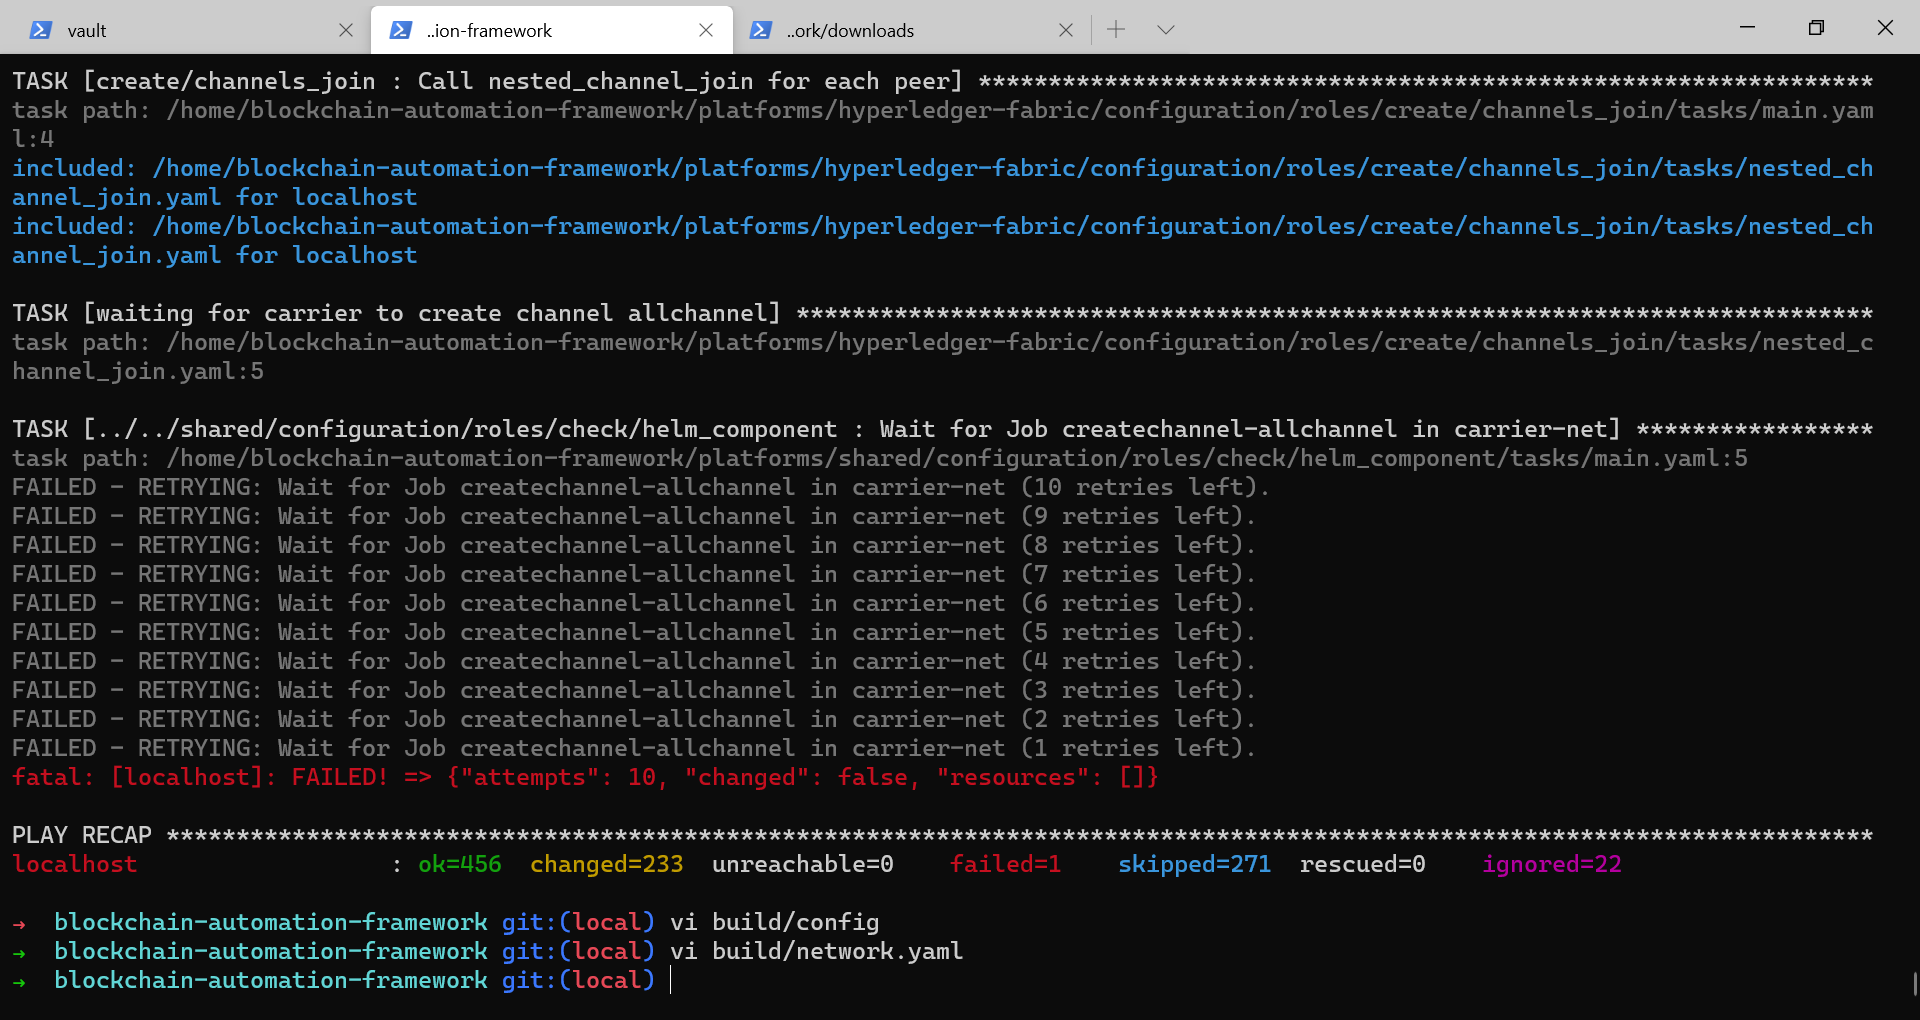 vault
..ion-framework
..ork/downloads
TASK [create/channels_join : Call nested_channel_join for each peer] ****************************************************************
task path: /home/blockchain-automation-framework/platforms/hyperledger-fabric/configuration/roles/create/channels_join/tasks/main.yam
l:4
included: /home/blockchain-automation-framework/platforms/hyperledger-fabric/configuration/roles/create/channels_join/tasks/nested_ch
annel_join.yaml for localhost
included: /home/blockchain-automation-framework/platforms/hyperledger-fabric/configuration/roles/create/channels_join/tasks/nested_ch
annel_join.yaml for localhost
TASK [waiting for carrier to create channel allchannel] *****************************************************************************
task path: /home/blockchain-automation-framework/platforms/hyperledger-fabric/configuration/roles/create/channels_join/tasks/nested_c
hannel_join.yaml:5
TASK [../../shared/configuration/roles/check/helm_component : Wait for Job createchannel-allchannel in carrier-net] *****************
task path: /home/blockchain-automation-framework/platforms/shared/configuration/roles/check/helm_component/tasks/main.yaml:5
FAILED - RETRYING: Wait for Job createchannel-allchannel in carrier-net (10 retries left).
FAILED - RETRYING: Wait for Job createchannel-allchannel in carrier-net (9 retries left).
FAILED - RETRYING: Wait for Job createchannel-allchannel in carrier-net (8 retries left).
FAILED - RETRYING: Wait for Job createchannel-allchannel in carrier-net (7 retries left).
FAILED - RETRYING: Wait for Job createchannel-allchannel in carrier-net (6 retries left).
FAILED - RETRYING: Wait for Job createchannel-allchannel in carrier-net (5 retries left).
FAILED - RETRYING: Wait for Job createchannel-allchannel in carrier-net (4 retries left).
FAILED - RETRYING: Wait for Job createchannel-allchannel in carrier-net (3 retries left).
FAILED - RETRYING: Wait for Job createchannel-allchannel in carrier-net (2 retries left).
FAILED - RETRYING: Wait for Job createchannel-allchannel in carrier-net (1 retries left).
fatal: [localhost]: FAILED! => {"attempts": 10, "changed": false, "resources": []}
PLAY RECAP **************************************************************************************************************************
localhost                  : ok=456  changed=233  unreachable=0    failed=1    skipped=271  rescued=0    ignored=22
→  blockchain-automation-framework git:(local) vi build/config
→  blockchain-automation-framework git:(local) vi build/network.yaml
→  blockchain-automation-framework git:(local)